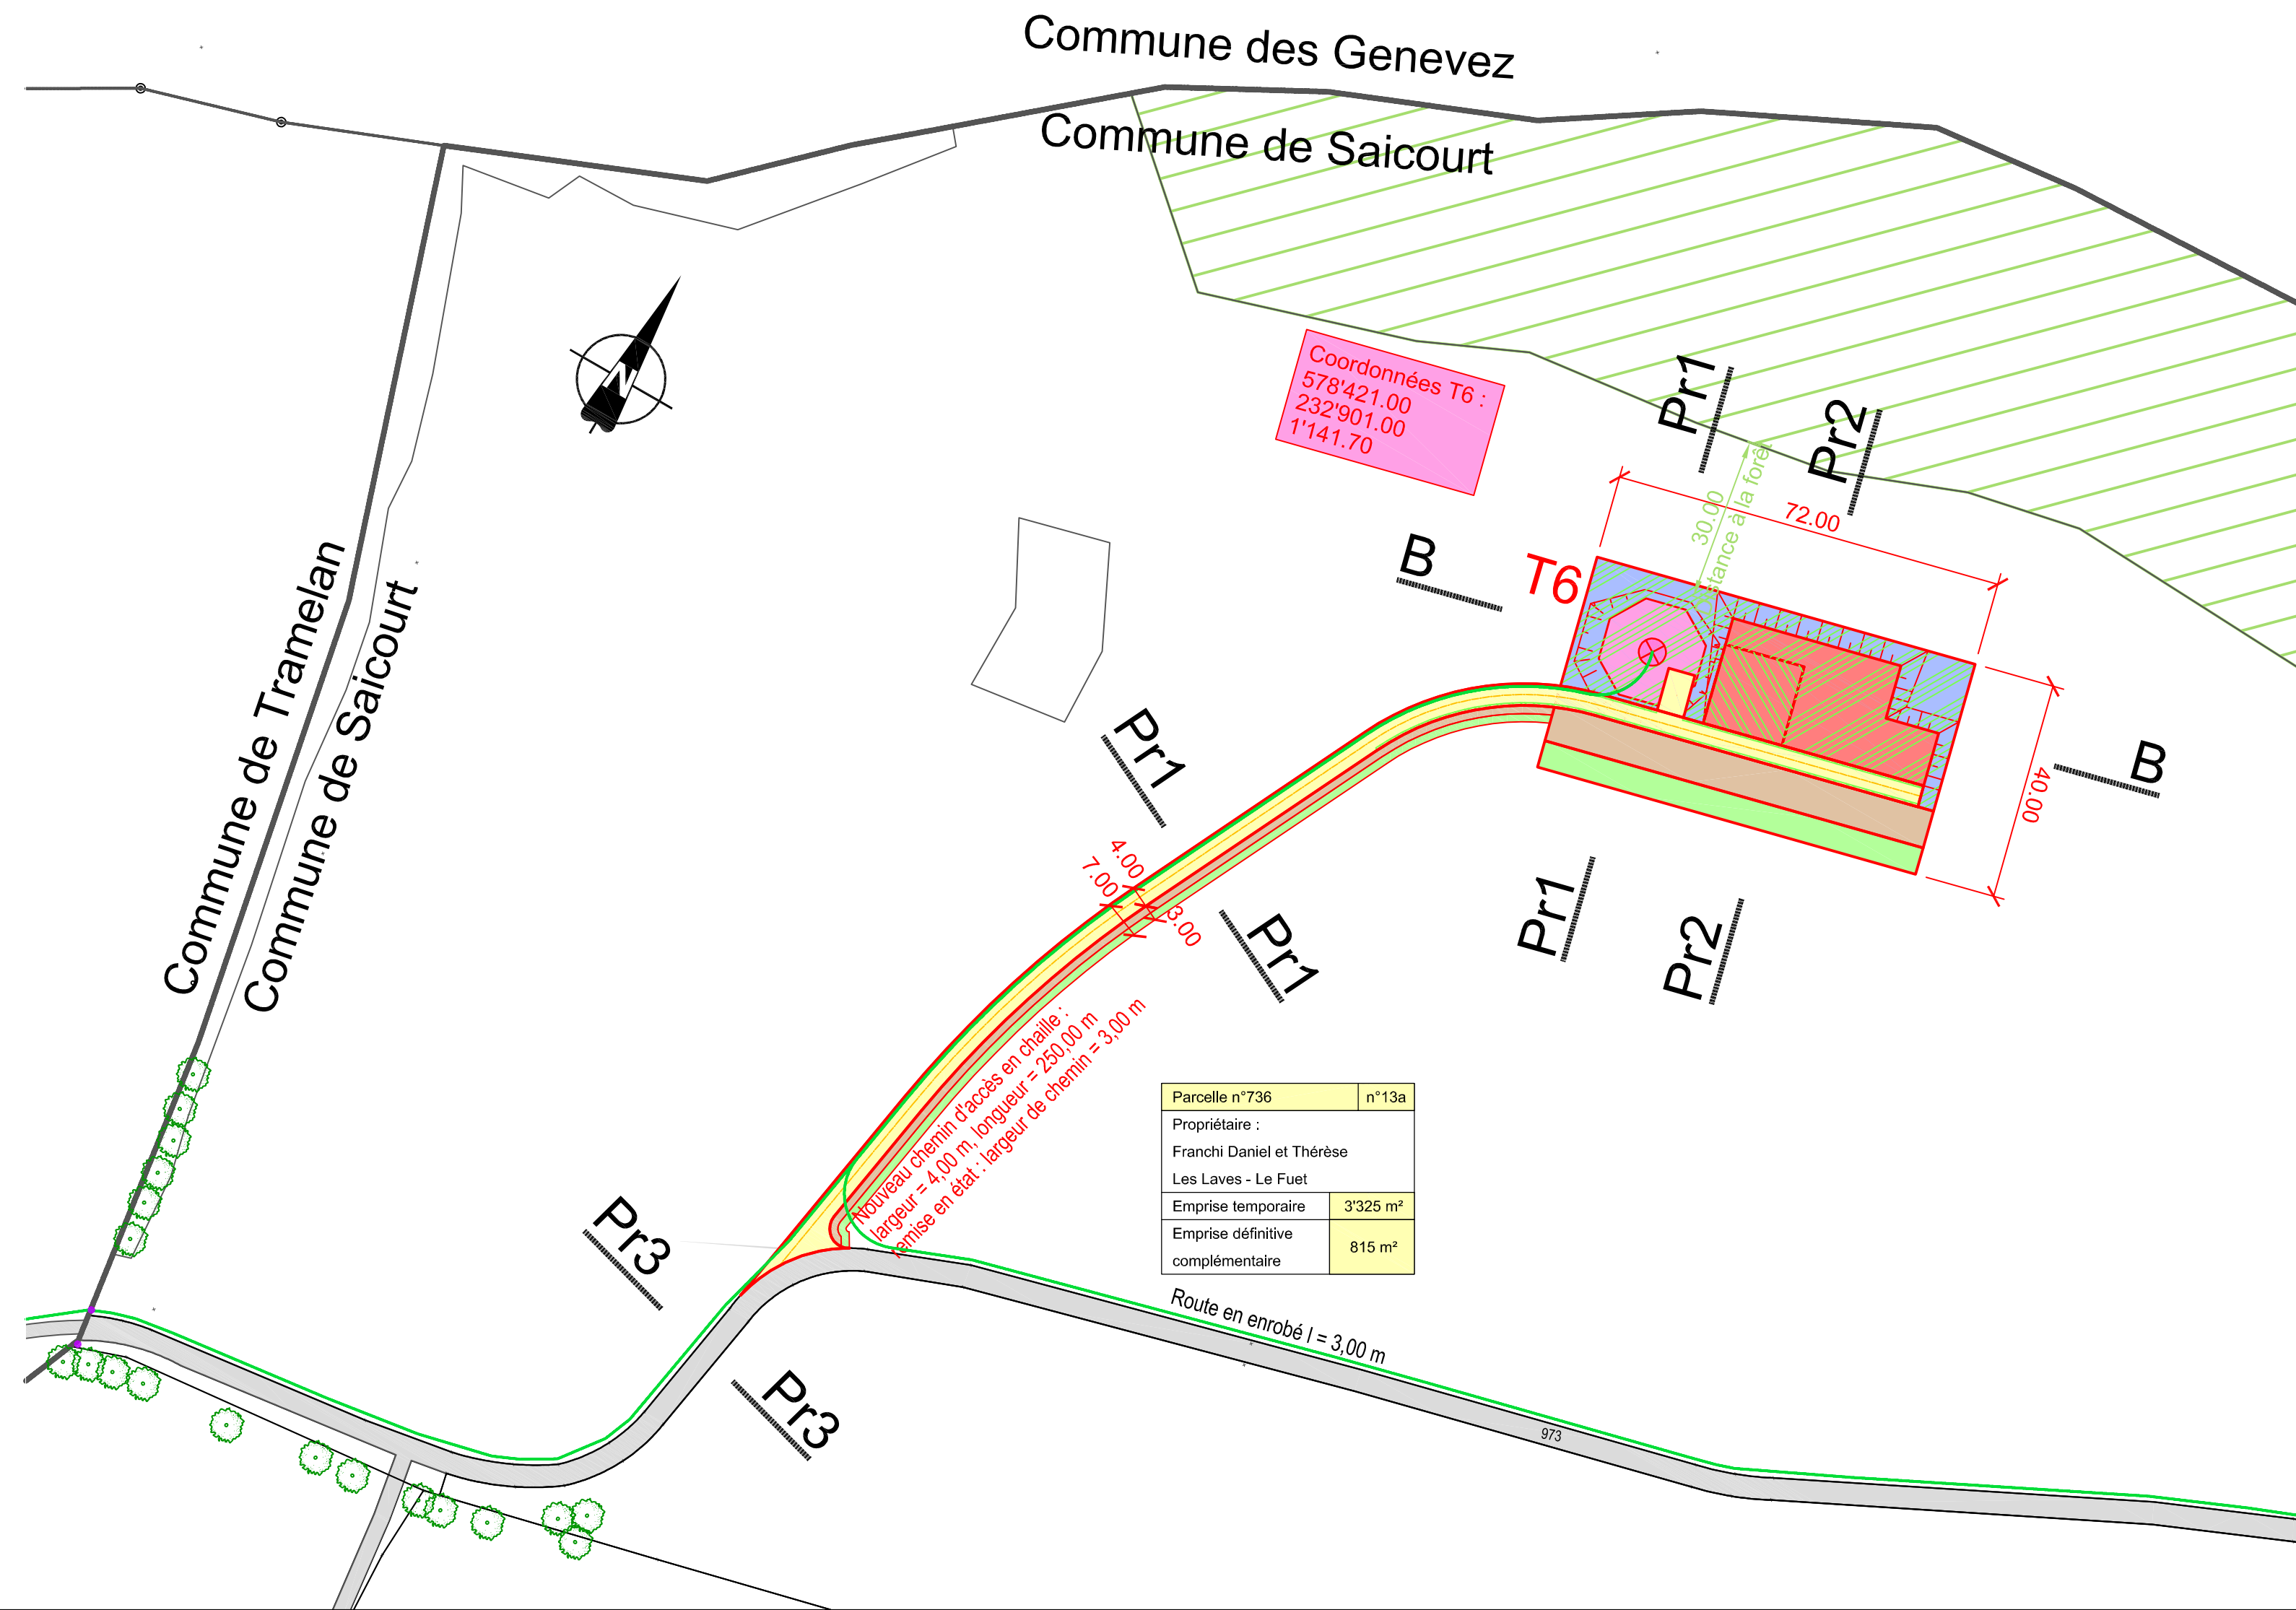 Commune des Genevez
Commune de Saicourt
N
Coordonnées T6 :
578'421.00
232'901.00
1'141.70
Pr1
Pr2
30.00
stance à la forêt
72.00
B
T6
Commune de Tramelan
Commune de Saicourt
Pr1
B
40.00
4.00
7.00
3.00
Pr1
Pr1
Pr2
Nouveau chemin d'accès en chaille :
largeur = 4,00 m, longueur = 250,00 m
remise en état : largeur de chemin = 3,00 m
Parcelle n°736 n°13a
Propriétaire :
Franchi Daniel et Thérèse
Les Laves - Le Fuet
Emprise temporaire 3'325 m²
Emprise définitive
complémentaire 815 m²
Pr3
Route en enrobé l = 3,00 m
Pr3
973